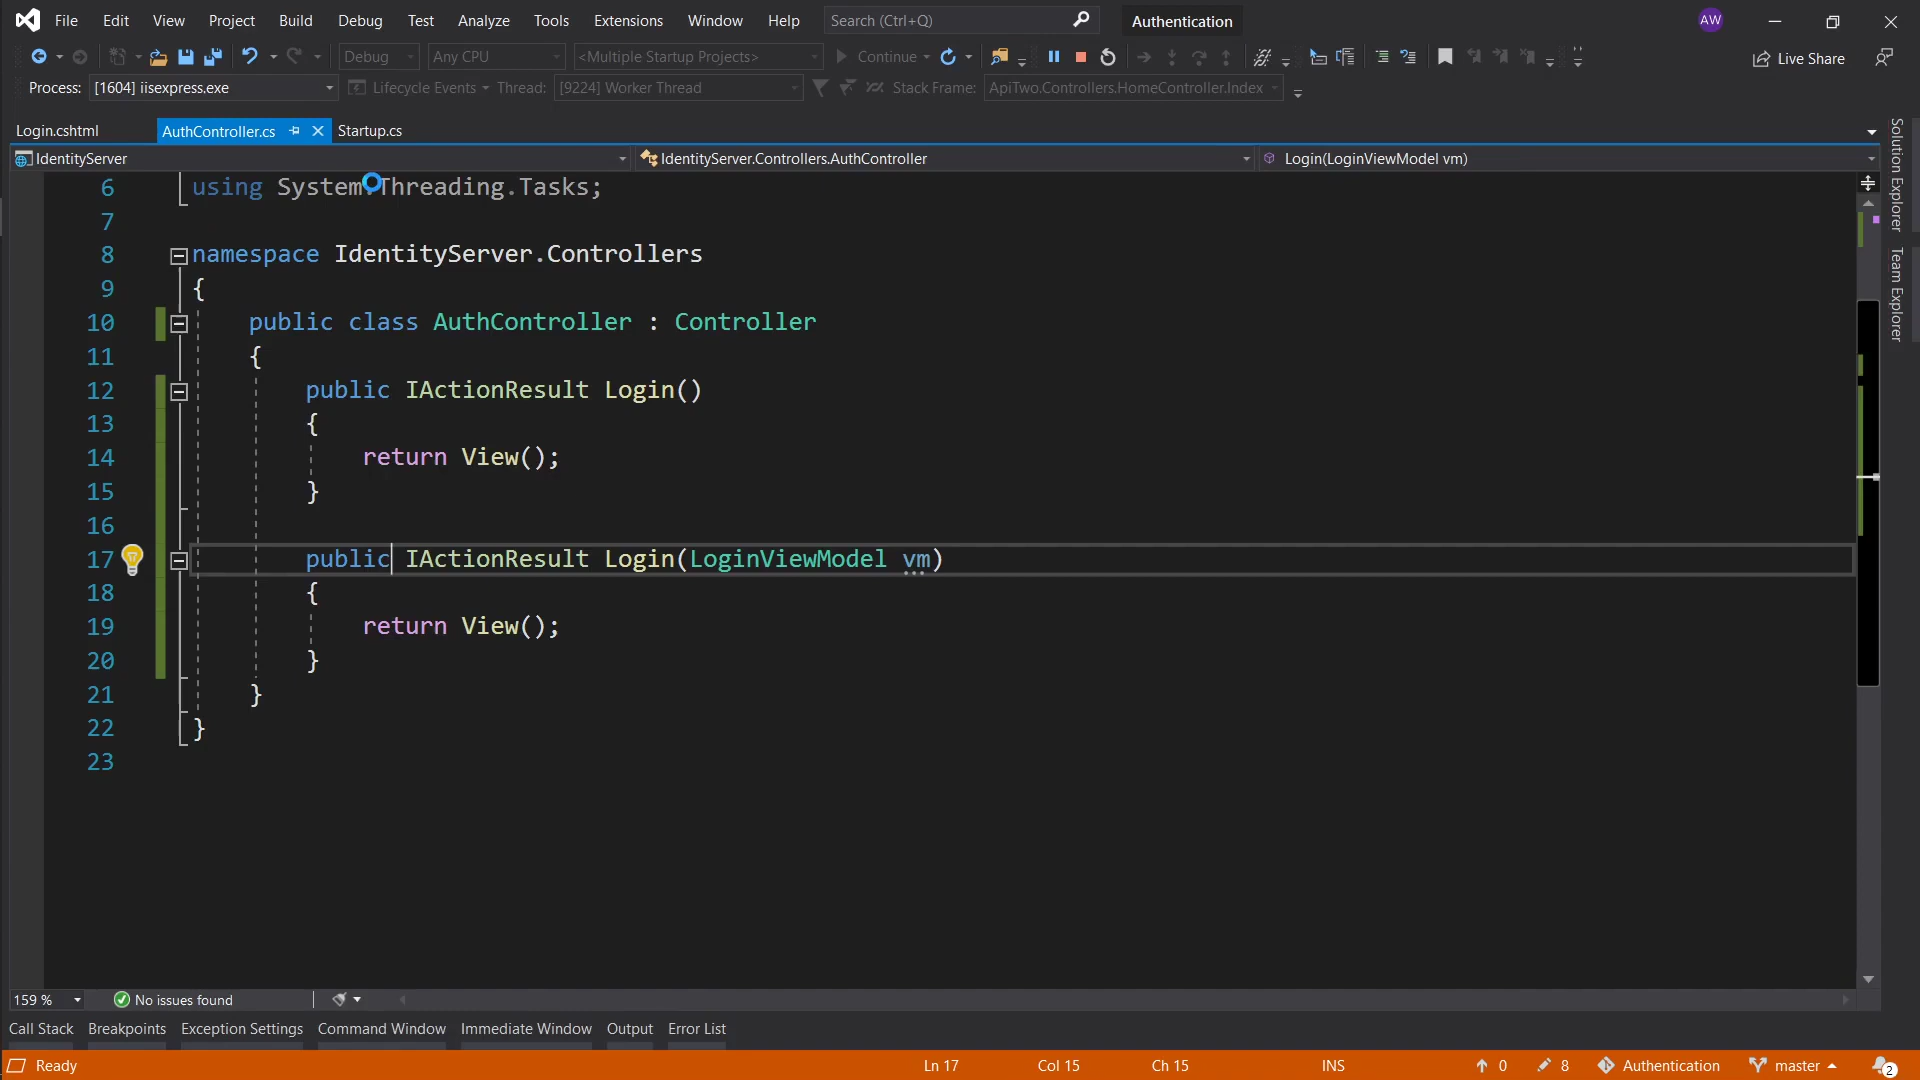 File Edit View Project Build Debug Test Analyze Tools Extensions Window Help Search (Ctrl+Q) Authentication AW
Debug Any CPU <Multiple Startup Projects> Continue Live Share
Process: [1604] iisexpress.exe Lifecycle Events Thread: [9224] Worker Thread Stack Frame: ApiTwo.Controllers.HomeController.Index
Login.cshtml AuthController.cs Startup.cs
IdentityServer IdentityServer.Controllers.AuthController Login(LoginViewModel vm)
Solution Explorer
Team Explorer
6 using System.Threading.Tasks;
7
8 namespace IdentityServer.Controllers
9 {
10 public class AuthController : Controller
11 {
12 public IActionResult Login()
13 {
14 return View();
15 }
16
17 public IActionResult Login(LoginViewModel vm)
18 {
19 return View();
20 }
21 }
22 }
23
159 % No issues found
Call Stack Breakpoints Exception Settings Command Window Immediate Window Output Error List
Ready Ln 17 Col 15 Ch 15 INS 0 8 Authentication master 2